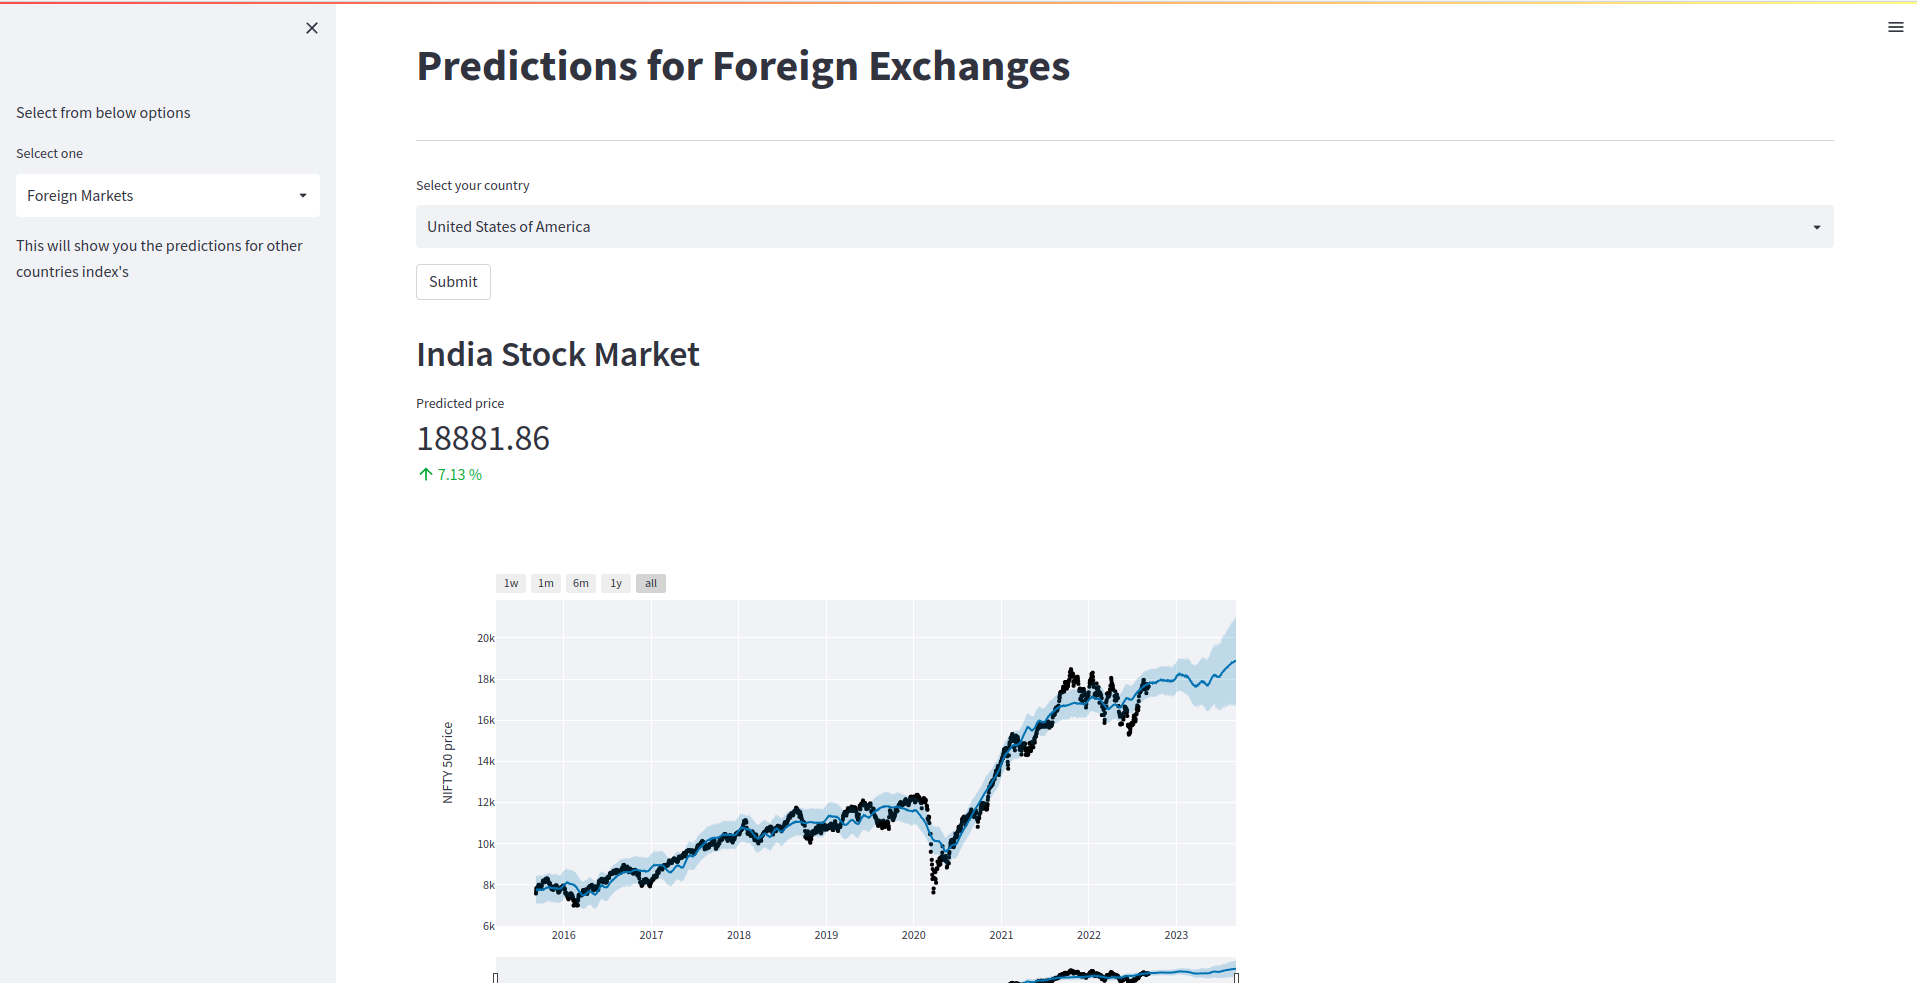 Predictions for Foreign Exchanges
Select from below options
Selcect one
Foreign Markets
This will show you the predictions for other
countries index's
Select your country
United States of America
Submit
India Stock Market
Predicted price
18881.86
7.13 %
1w 1m 6m 1y all
NIFTY 50 price
20k
18k
16k
14k
12k
10k
8k
6k
2016 2017 2018 2019 2020 2021 2022 2023